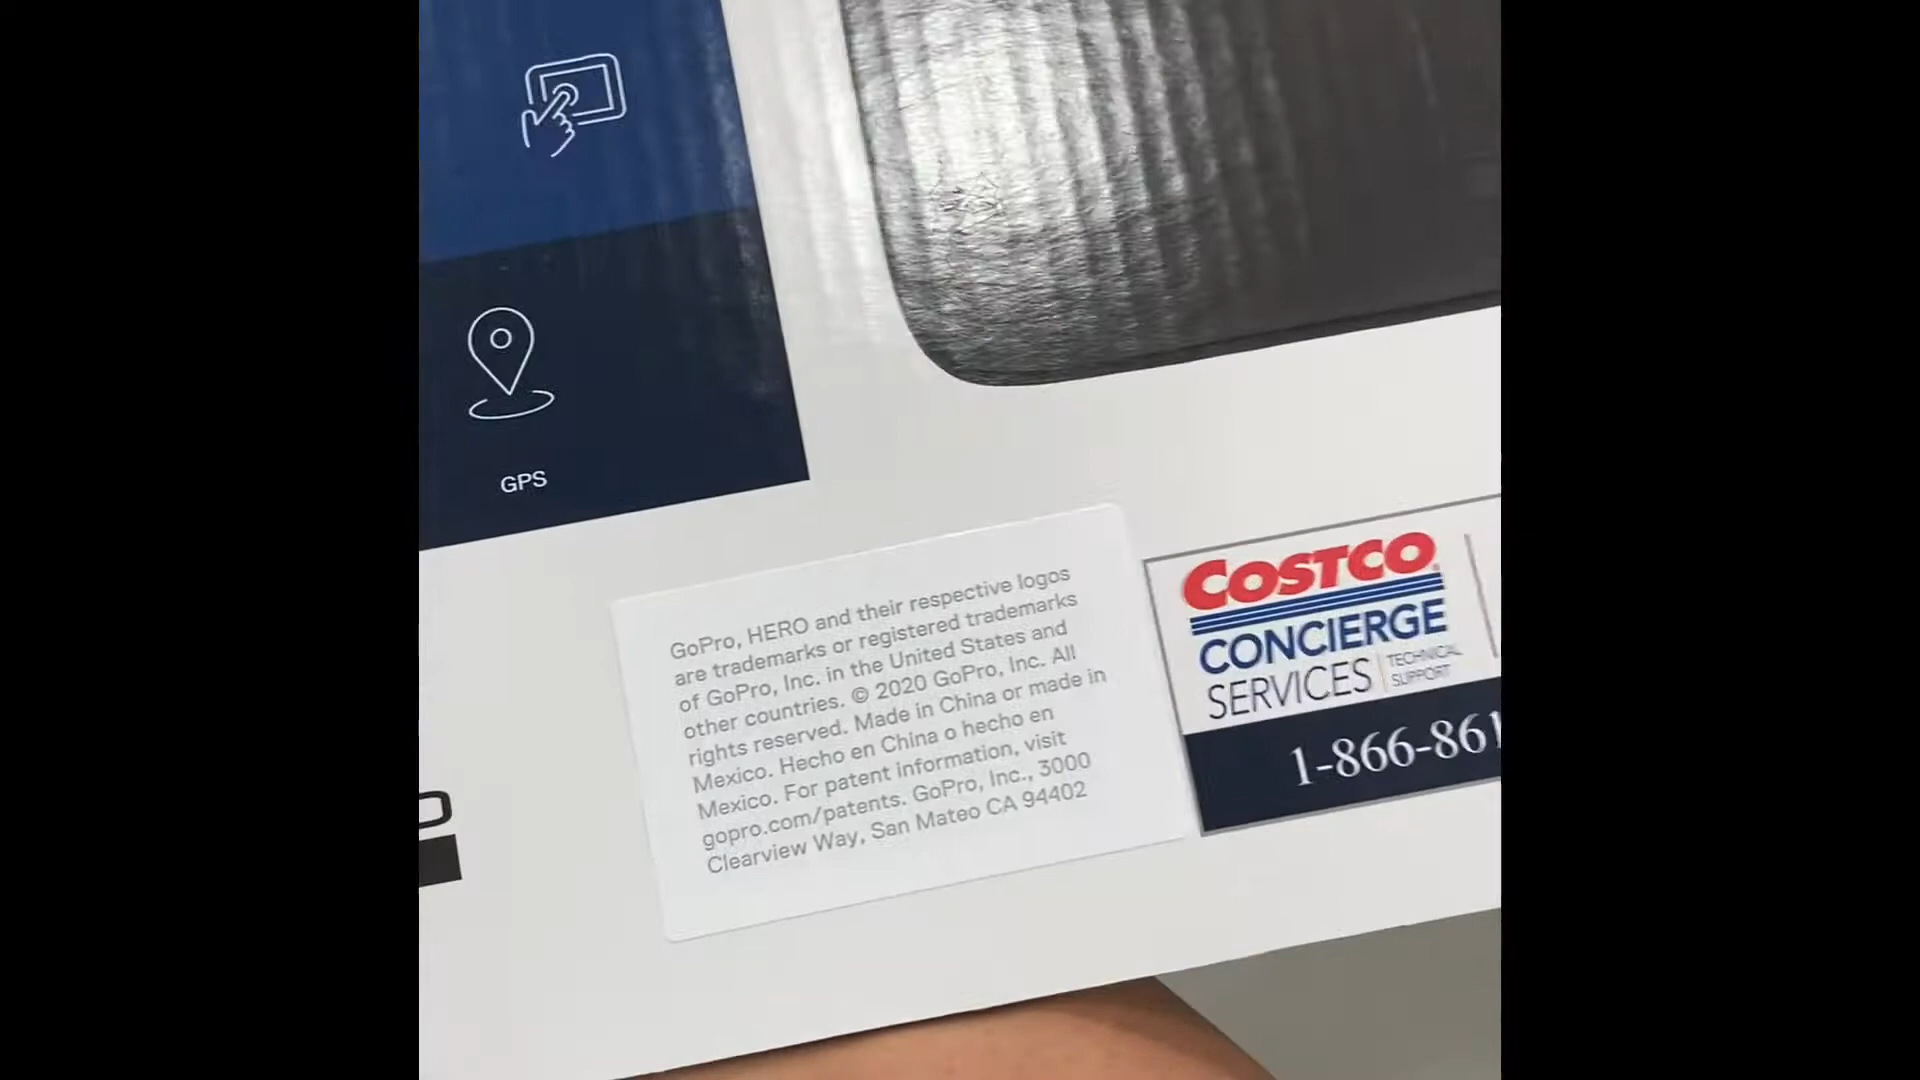 GPS
GoPro, HERO and their respective logos
are trademarks or registered trademarks
of GoPro, Inc. in the United States and
other countries. © 2020 GoPro, Inc. All
rights reserved. Made in China or made in
Mexico. Hecho en China o hecho en
Mexico. For patent information, visit
gopro.com/patents. GoPro, Inc., 3000
Clearview Way, San Mateo CA 94402
COSTCO
CONCIERGE
SERVICES
TECHNICAL
SUPPORT
1-866-861